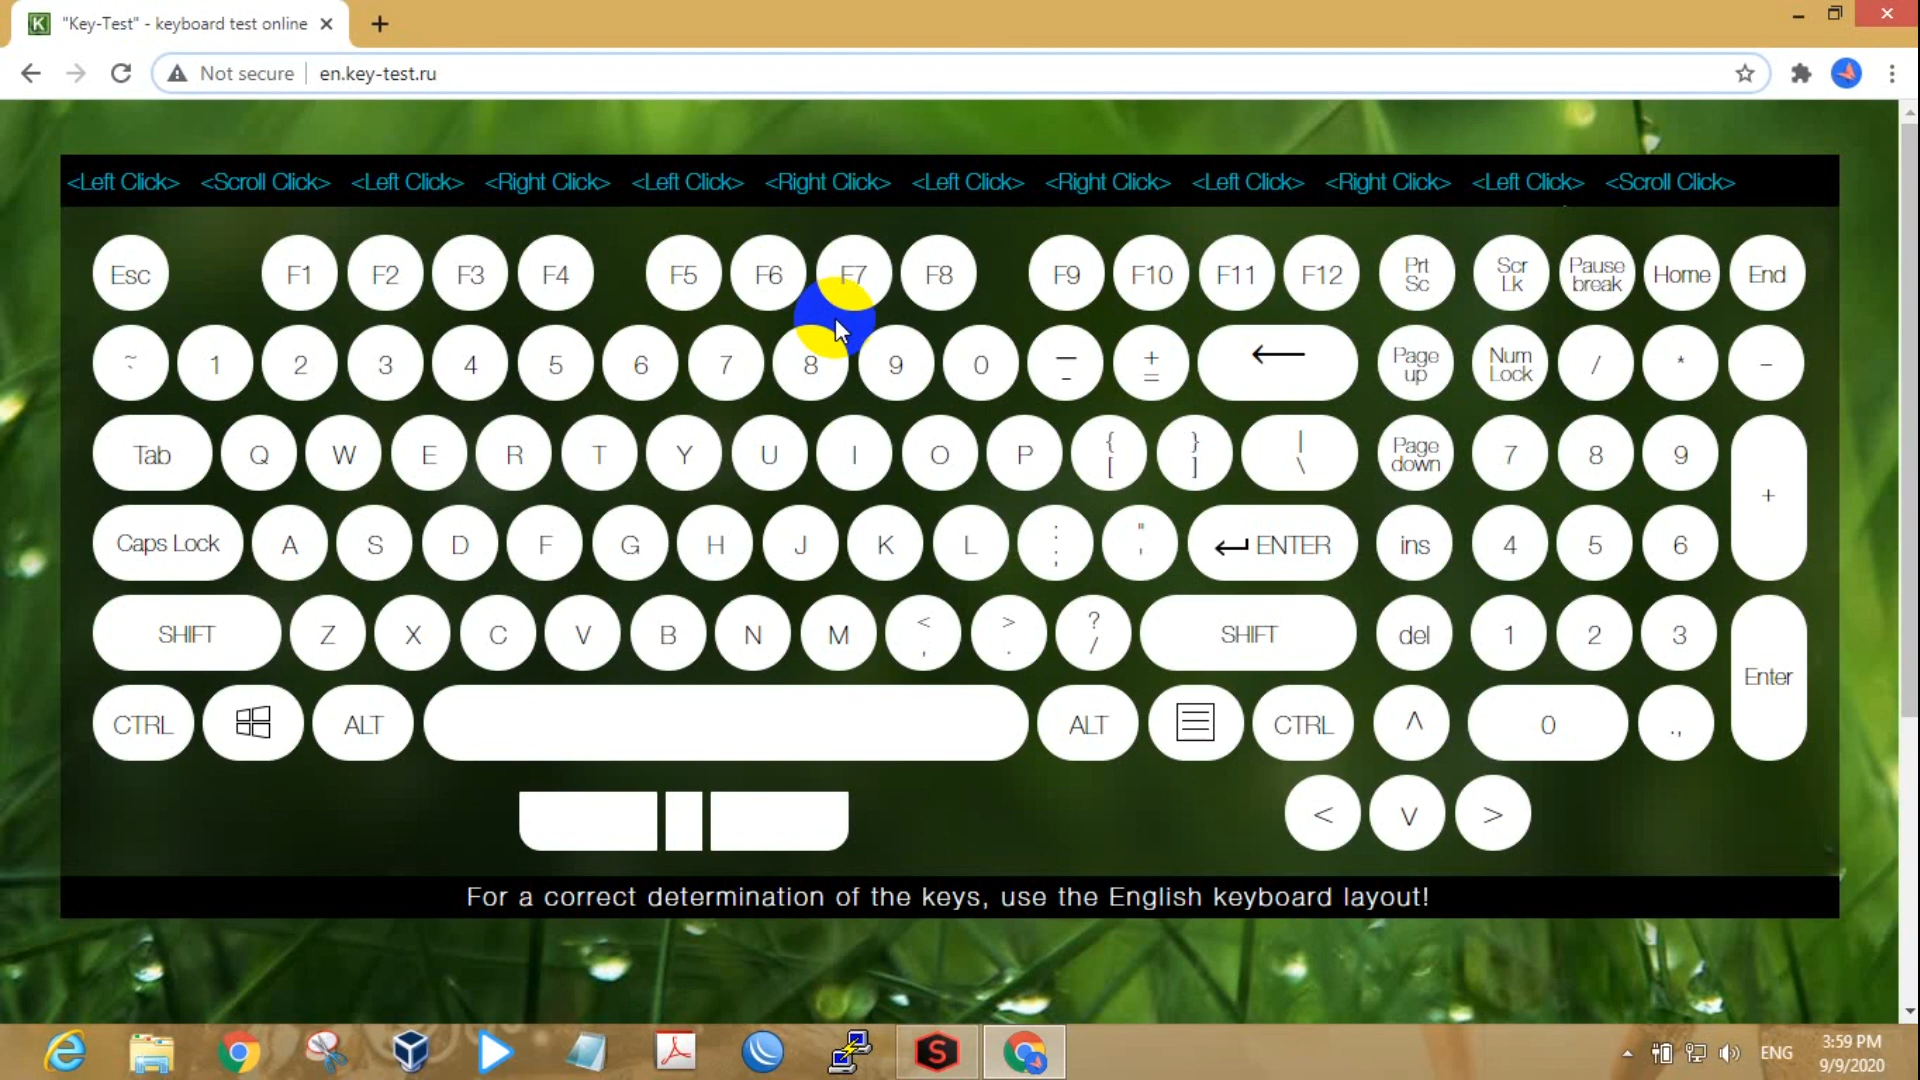 "Key-Test" - keyboard test online
Not secure en.key-test.ru
<Left Click> <Scroll Click> <Left Click> <Right Click> <Left Click> <Right Click> <Left Click> <Right Click> <Left Click> <Right Click> <Left Click> <Scroll Click>
Esc F1 F2 F3 F4 F5 F6 F7 F8 F9 F10 F11 F12 Prt Sc Scr Lk Pause break Home End
~ ` 1 2 3 4 5 6 7 8 9 0 — - + = ← Page up Num Lock / * -
Tab Q W E R T Y U I O P { [ } ] | \ Page down 7 8 9 +
Caps Lock A S D F G H J K L : ; " ' ↵ ENTER ins 4 5 6
SHIFT Z X C V B N M < , > . ? / SHIFT del 1 2 3 Enter
CTRL ALT ALT CTRL ^ 0 .,
< v >
For a correct determination of the keys, use the English keyboard layout!
ENG 3:59 PM
9/9/2020